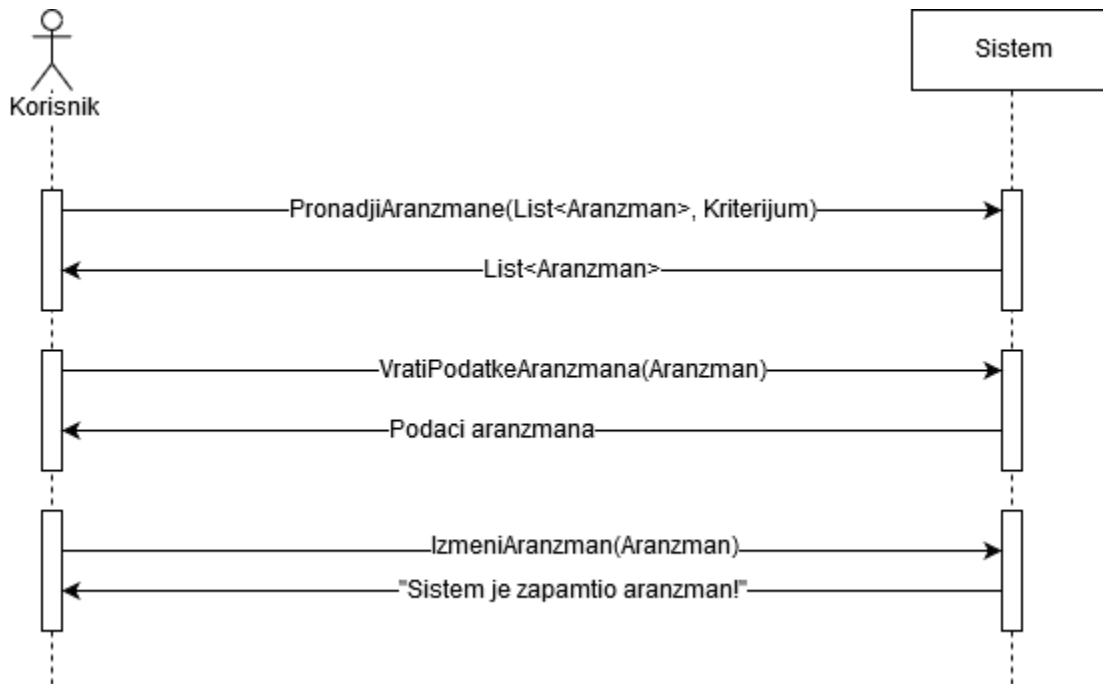 Korisnik
Sistem
PronadjiAranzmane(List<Aranzman>, Kriterijum)
List<Aranzman>
VratiPodatkeAranzmana(Aranzman)
Podaci aranzmana
IzmeniAranzman(Aranzman)
"Sistem je zapamtio aranzman!"